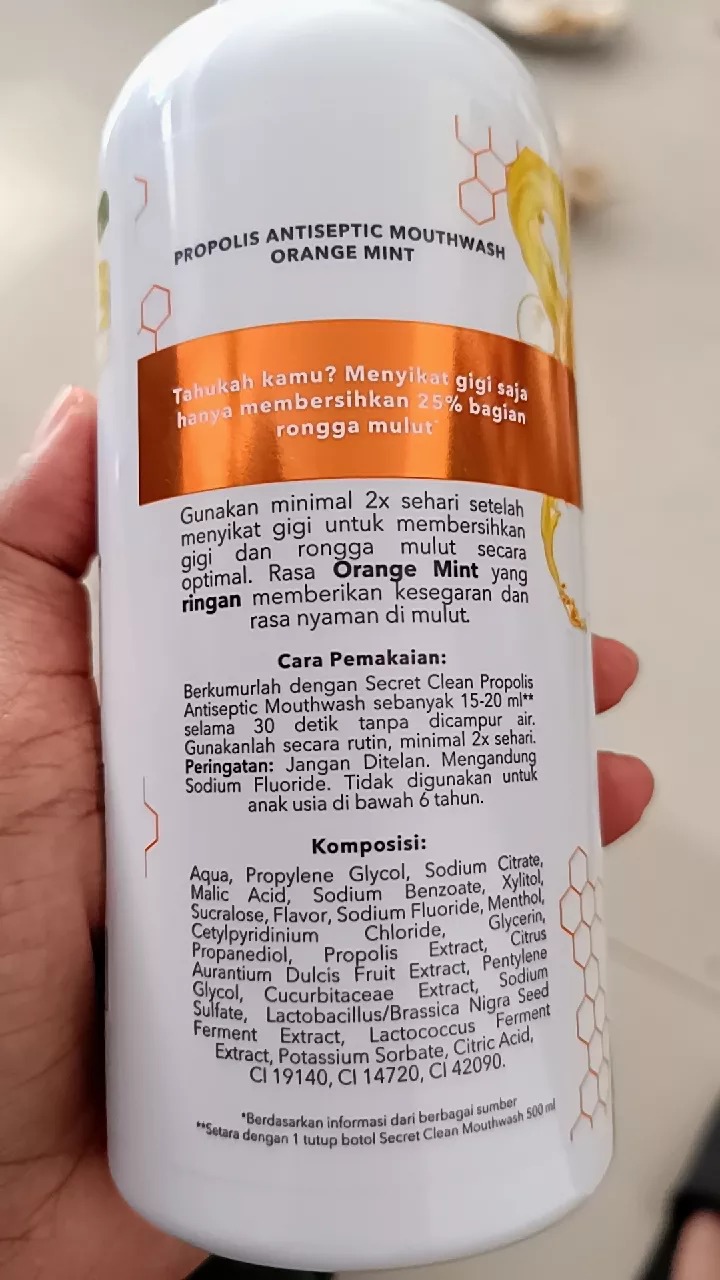 PROPOLIS ANTISEPTIC MOUTHWASH
ORANGE MINT
Tahukah kamu? Menyikat gigi saja
hanya membersihkan 25% bagian
rongga mulut*
Gunakan minimal 2x sehari setelah
menyikat gigi untuk membersihkan
gigi dan rongga mulut secara
optimal. Rasa Orange Mint yang
ringan memberikan kesegaran dan
rasa nyaman di mulut.
Cara Pemakaian:
Berkumurlah dengan Secret Clean Propolis
Antiseptic Mouthwash sebanyak 15-20 ml**
selama 30 detik tanpa dicampur air.
Gunakanlah secara rutin, minimal 2x sehari.
Peringatan: Jangan Ditelan. Mengandung
Sodium Fluoride. Tidak digunakan untuk
anak usia di bawah 6 tahun.
Komposisi:
Aqua, Propylene Glycol, Sodium Citrate,
Malic Acid, Sodium Benzoate, Xylitol,
Sucralose, Flavor, Sodium Fluoride, Menthol,
Cetylpyridinium Chloride, Glycerin,
Propanediol, Propolis Extract, Citrus
Aurantium Dulcis Fruit Extract, Pentylene
Glycol, Cucurbitaceae Extract, Sodium
Sulfate, Lactobacillus/Brassica Nigra Seed
Ferment Extract, Lactococcus Ferment
Extract, Potassium Sorbate, Citric Acid,
CI 19140, CI 14720, CI 42090.
*Berdasarkan informasi dari berbagai sumber
**Setara dengan 1 tutup botol Secret Clean Mouthwash 500 ml